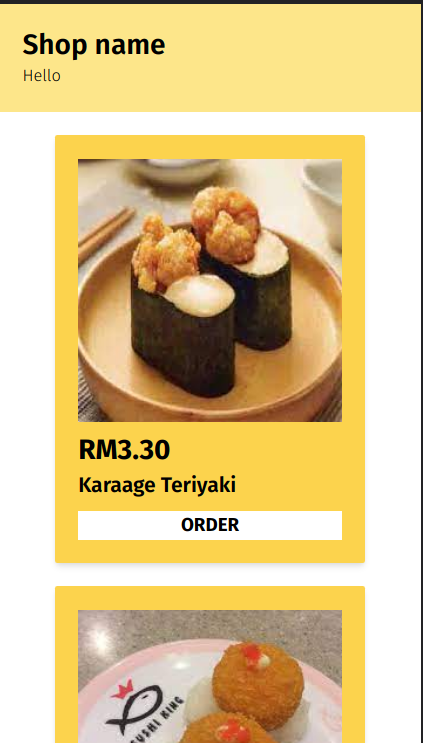 Shop name
Hello
RM3.30
Karaage Teriyaki
ORDER
SUSHI KING